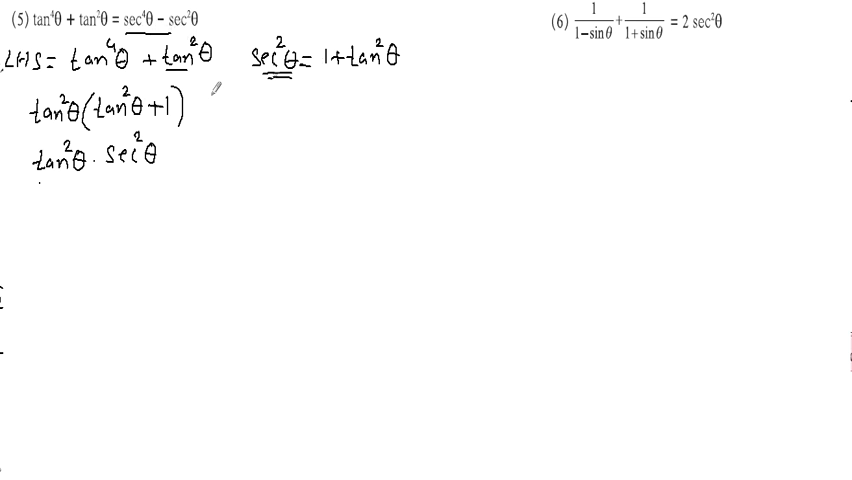 (5) tan⁴θ + tan²θ = sec⁴θ – sec²θ
LHS = tan⁴θ + tan²θ sec²θ = 1+tan²θ
tan²θ(tan²θ+1)
tan²θ . sec²θ
(6) 1/(1–sinθ) + 1/(1+sinθ) = 2 sec²θ